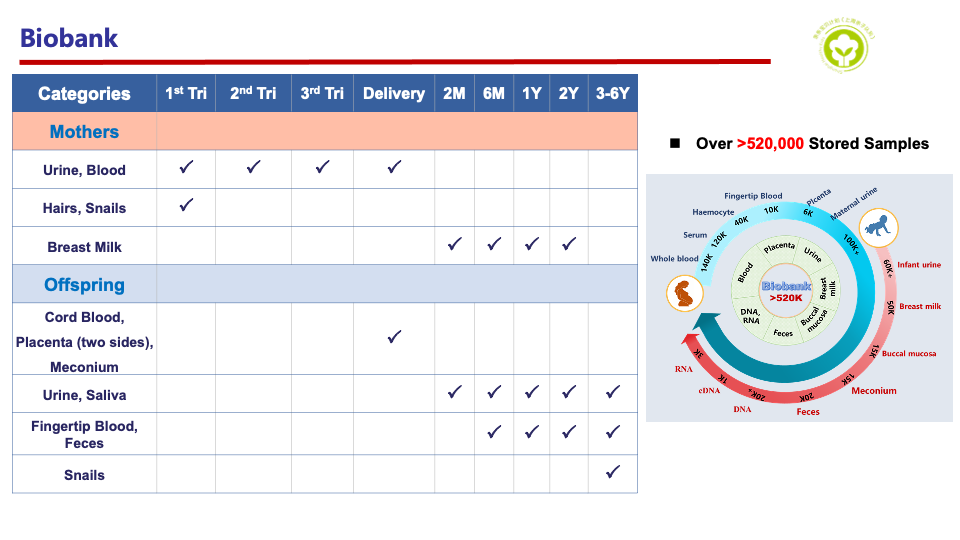 Biobank
Categories 1st Tri 2nd Tri 3rd Tri Delivery 2M 6M 1Y 2Y 3-6Y
Mothers
Urine, Blood ✓ ✓ ✓ ✓
Hairs, Snails ✓
Breast Milk ✓ ✓ ✓ ✓
Offspring
Cord Blood,
Placenta (two sides), ✓
Meconium
Urine, Saliva ✓ ✓ ✓ ✓ ✓
Fingertip Blood, ✓ ✓ ✓ ✓
Feces
Snails ✓
■ Over >520,000 Stored Samples
Whole blood
Serum
Haemocyte
Fingertip Blood
Plcenta
Maternal urine
140K
120K
40K
10K
6K
100K+
Infant urine
Breast milk
Buccal mucosa
Meconium
Feces
DNA
cDNA
RNA
60K+
50K
15K
15K
20K
20K+
1K
5K
Blood
Placenta
Urine
Breast
milk
Buccal
mucosa
Feces
DNA,
RNA
Biobank
>520K